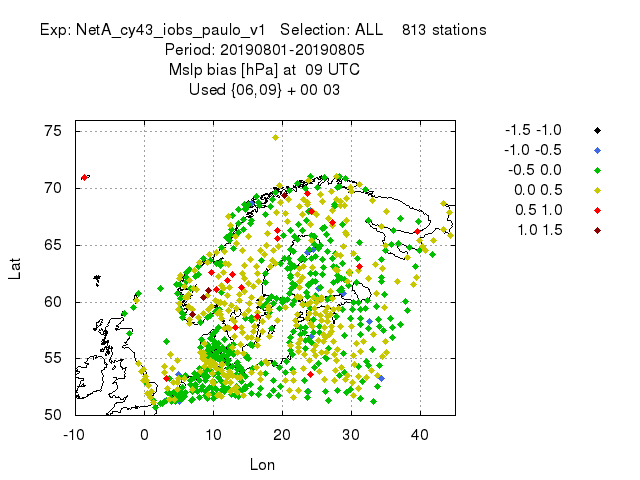 Exp: NetA_cy43_iobs_paulo_v1 Selection: ALL 813 stations
Period: 20190801-20190805
Mslp bias [hPa] at 09 UTC
Used {06,09} + 00 03
75
70
65
60
55
50
Lat
-10 0 10 20 30 40
Lon
-1.5 -1.0
-1.0 -0.5
-0.5 0.0
0.0 0.5
0.5 1.0
1.0 1.5